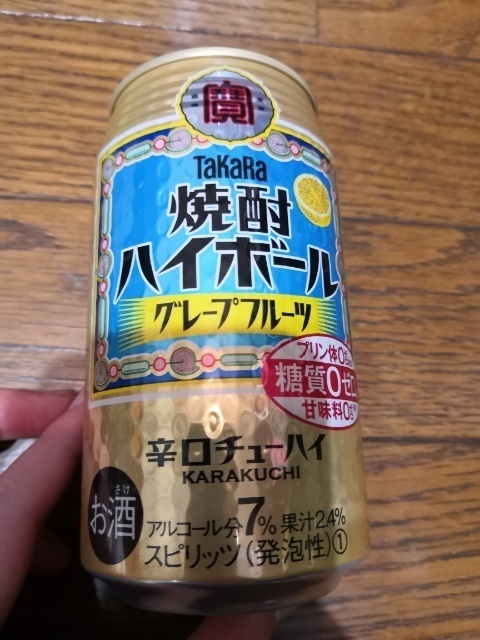 寳
TaKaRa
焼酎
ハイボール
グレープフルーツ
プリン体0
糖質0ゼロ
甘味料0
辛口チューハイ
KARAKUCHI
さけ
お酒
アルコール分7% 果汁2.4%
スピリッツ(発泡性)①